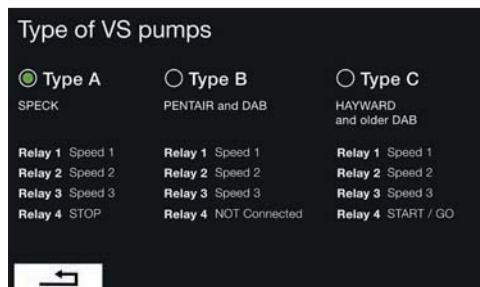 Type of VS pumps
Type A
SPECK
Relay 1 Speed 1
Relay 2 Speed 2
Relay 3 Speed 3
Relay 4 STOP
Type B
PENTAIR and DAB
Relay 1 Speed 1
Relay 2 Speed 2
Relay 3 Speed 3
Relay 4 NOT Connected
Type C
HAYWARD
and older DAB
Relay 1 Speed 1
Relay 2 Speed 2
Relay 3 Speed 3
Relay 4 START / GO